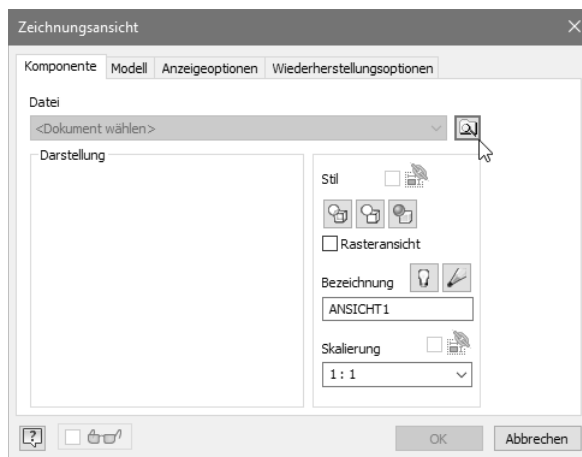 Zeichnungsansicht
Komponente Modell Anzeigeoptionen Wiederherstellungsoptionen
Datei
<Dokument wählen>
Darstellung
Stil
Rasteransicht
Bezeichnung
ANSICHT1
Skalierung
1 : 1
? OK Abbrechen